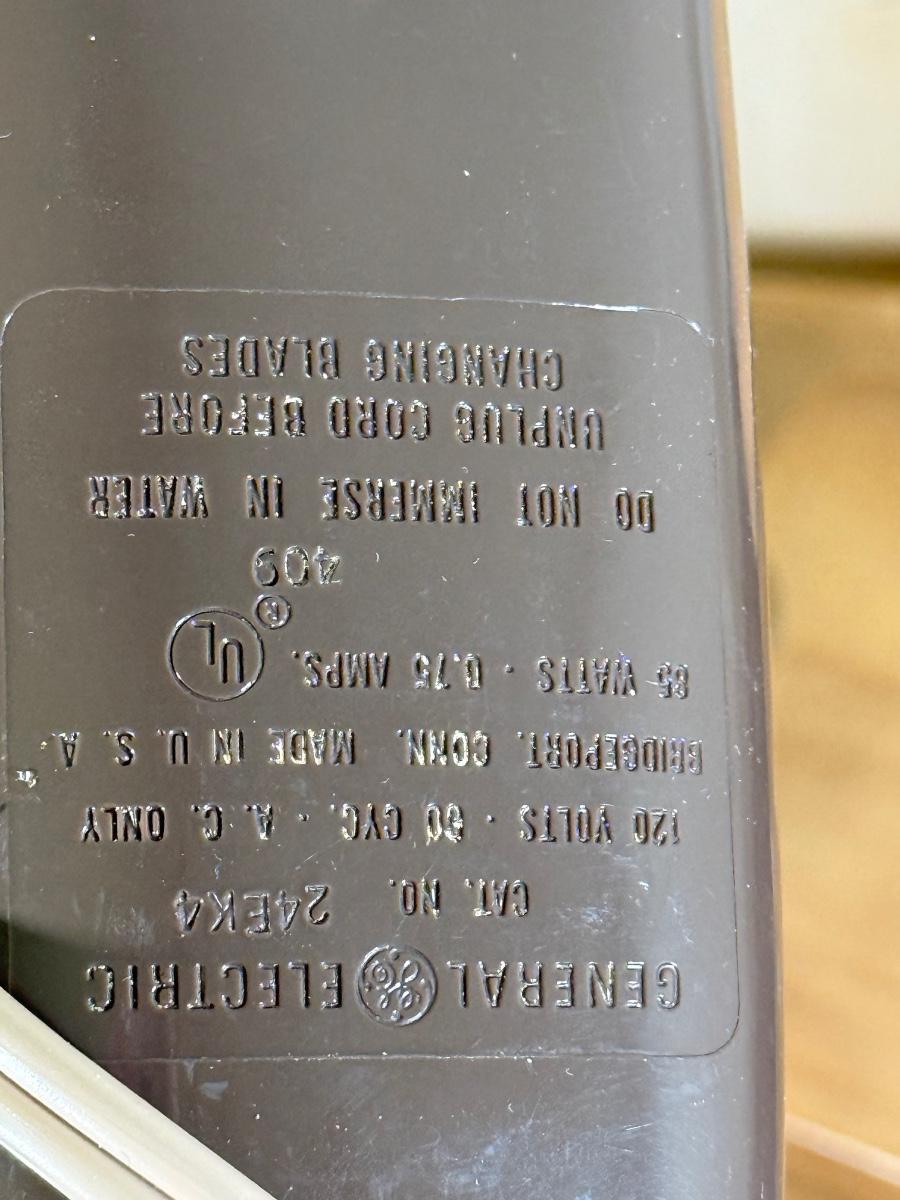 GENERAL GE ELECTRIC
CAT. NO. 24EK4
120 VOLTS · 60 CYC. · A. C. ONLY
BRIDGEPORT, CONN. MADE IN U. S. A.
85 WATTS · 0.75 AMPS. UL ®
409
DO NOT IMMERSE IN WATER
UNPLUG CORD BEFORE
CHANGING BLADES